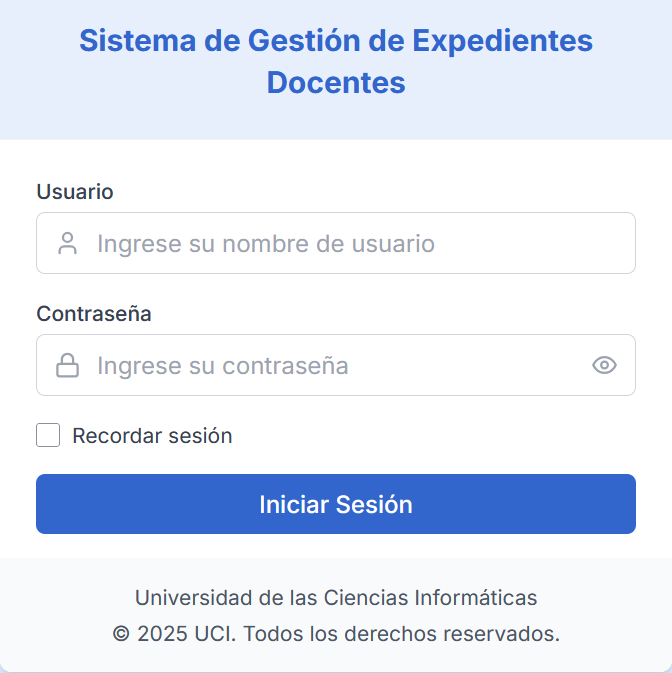 Sistema de Gestión de Expedientes
Docentes
Usuario
Ingrese su nombre de usuario
Contraseña
Ingrese su contraseña
Recordar sesión
Iniciar Sesión
Universidad de las Ciencias Informáticas
© 2025 UCI. Todos los derechos reservados.